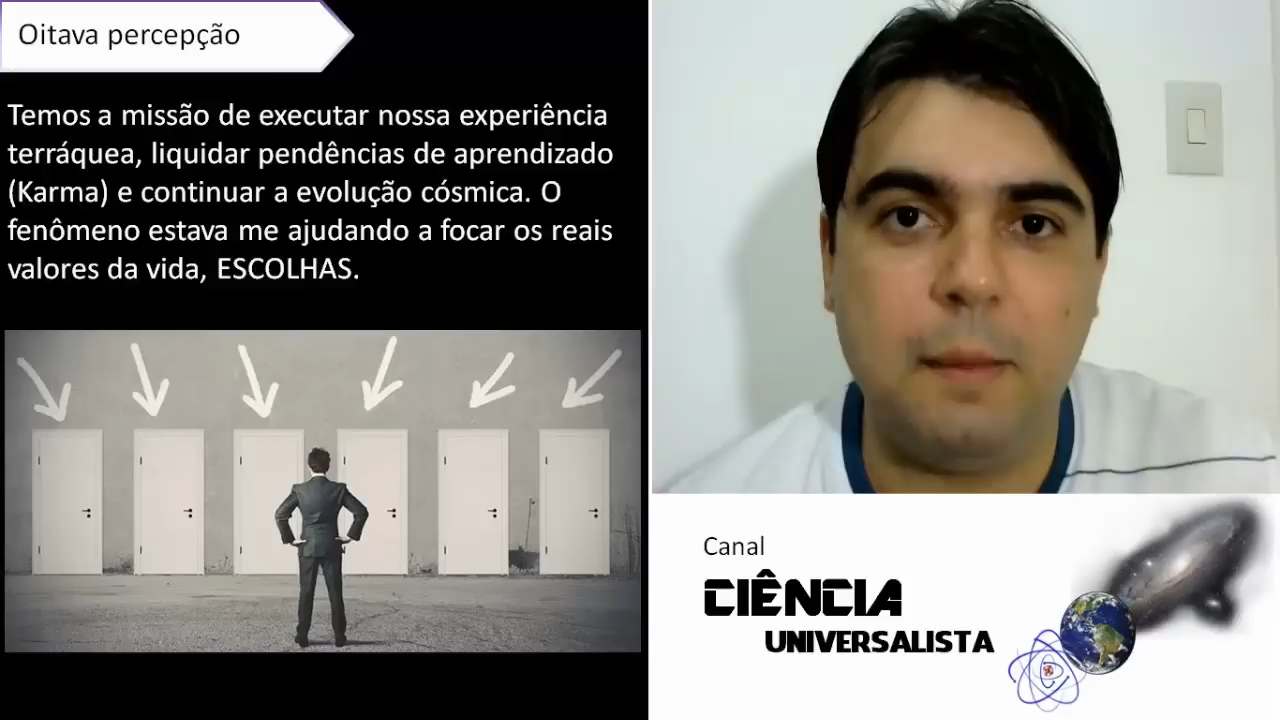 Oitava percepção
Temos a missão de executar nossa experiência
terráquea, liquidar pendências de aprendizado
(Karma) e continuar a evolução cósmica. O
fenômeno estava me ajudando a focar os reais
valores da vida, ESCOLHAS.
Canal
CIÊNCIA
UNIVERSALISTA